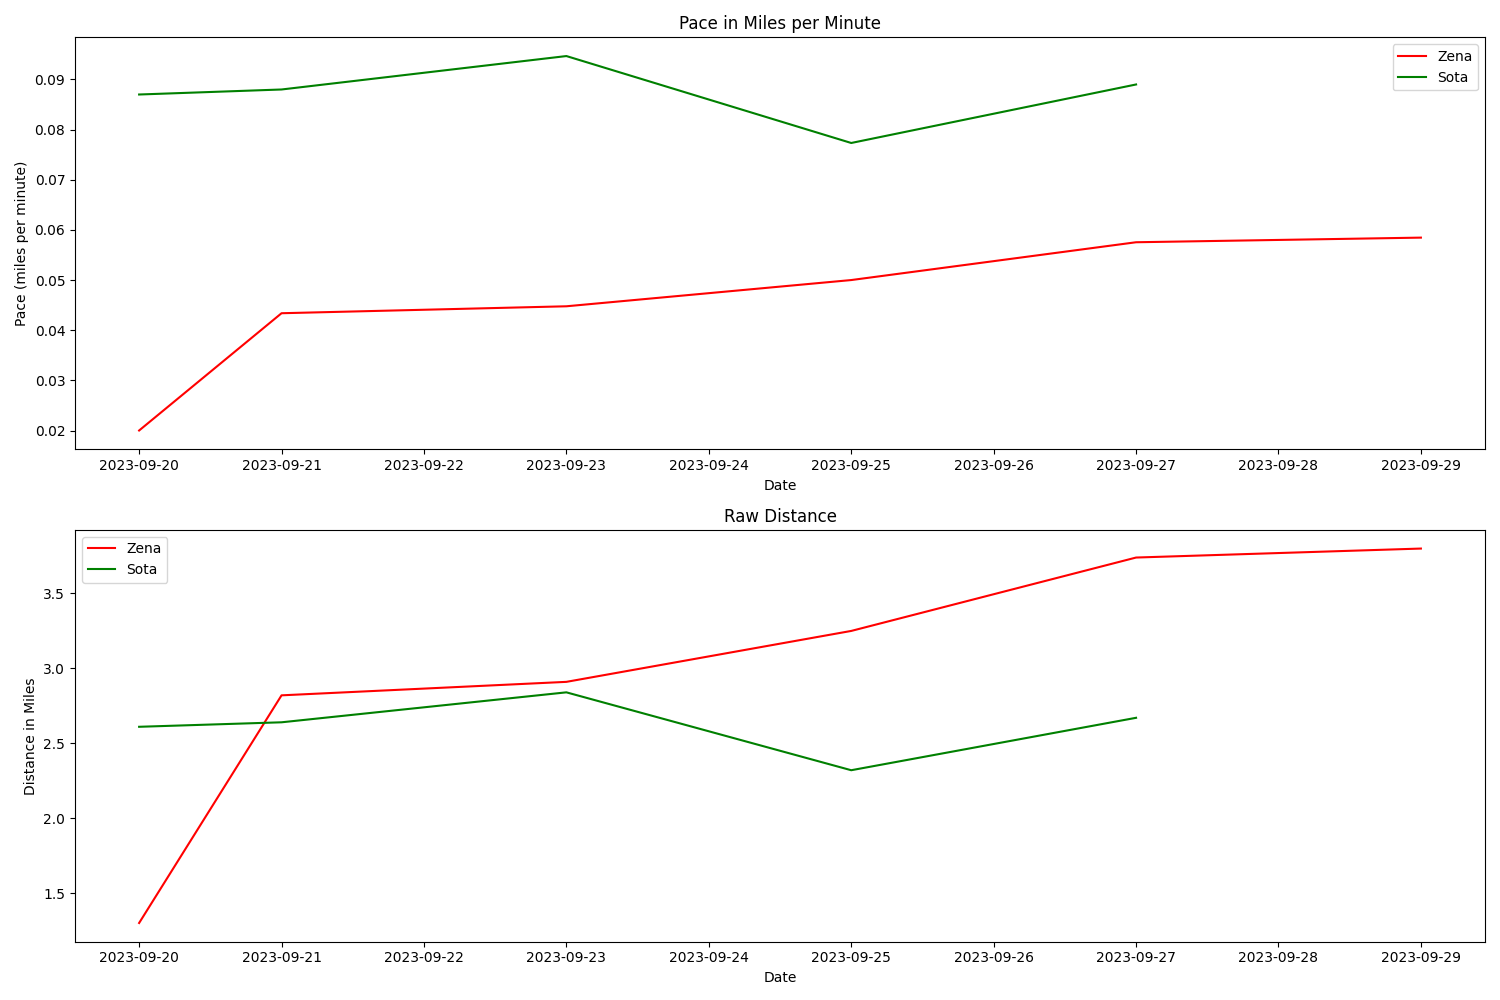 Pace in Miles per Minute
Zena
Sota
0.09
0.08
0.07
0.06
0.05
0.04
0.03
0.02
Pace (miles per minute)
2023-09-20 2023-09-21 2023-09-22 2023-09-23 2023-09-24 2023-09-25 2023-09-26 2023-09-27 2023-09-28 2023-09-29
Date
Raw Distance
Zena
Sota
3.5
3.0
2.5
2.0
1.5
Distance in Miles
2023-09-20 2023-09-21 2023-09-22 2023-09-23 2023-09-24 2023-09-25 2023-09-26 2023-09-27 2023-09-28 2023-09-29
Date